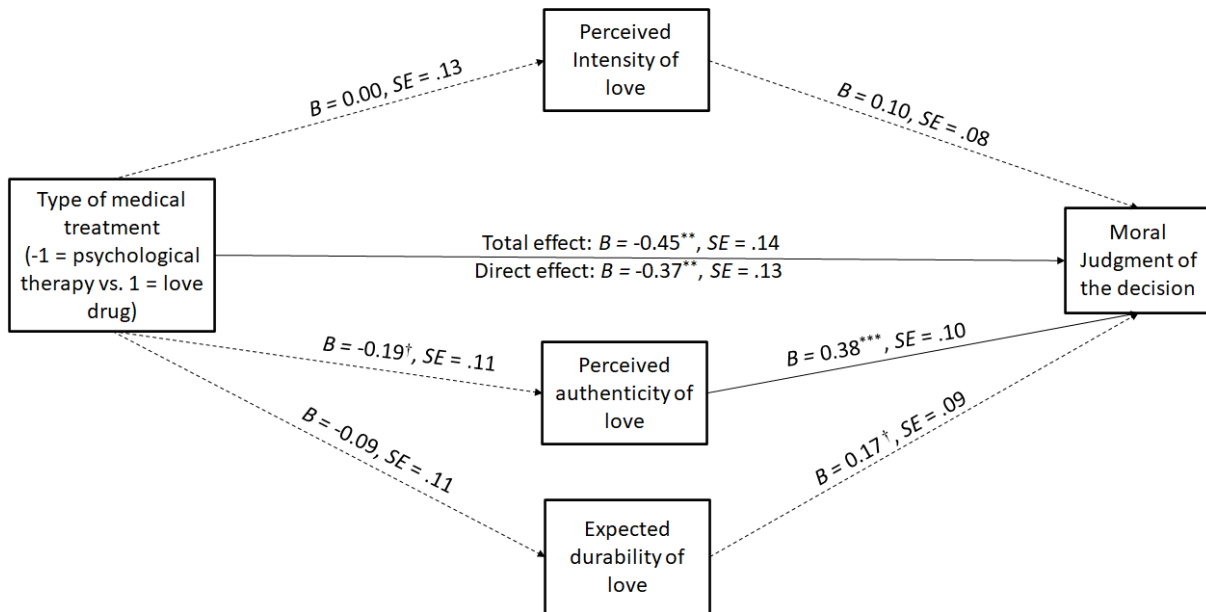 Perceived
Intensity of
love
B = 0.00, SE = .13
B = 0.10, SE = .08
Type of medical
treatment
(-1 = psychological
therapy vs. 1 = love
drug)
Total effect: B = -0.45**, SE = .14
Direct effect: B = -0.37**, SE = .13
Moral
Judgment of
the decision
B = -0.19†, SE = .11
Perceived
authenticity of
love
B = 0.38***, SE = .10
B = -0.09, SE = .11
B = 0.17 †, SE = .09
Expected
durability of
love